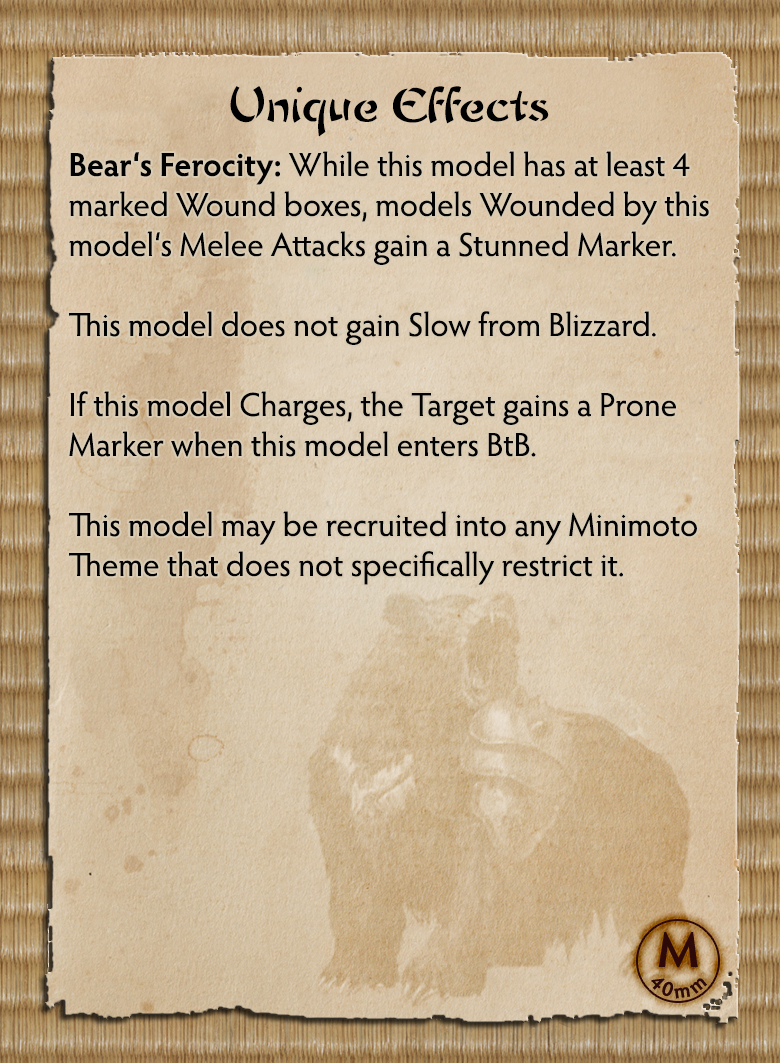 Unique Effects
Bear's Ferocity: While this model has at least 4
marked Wound boxes, models Wounded by this
model's Melee Attacks gain a Stunned Marker.
This model does not gain Slow from Blizzard.
If this model Charges, the Target gains a Prone
Marker when this model enters BtB.
This model may be recruited into any Minimoto
Theme that does not specifically restrict it.
M
40mm